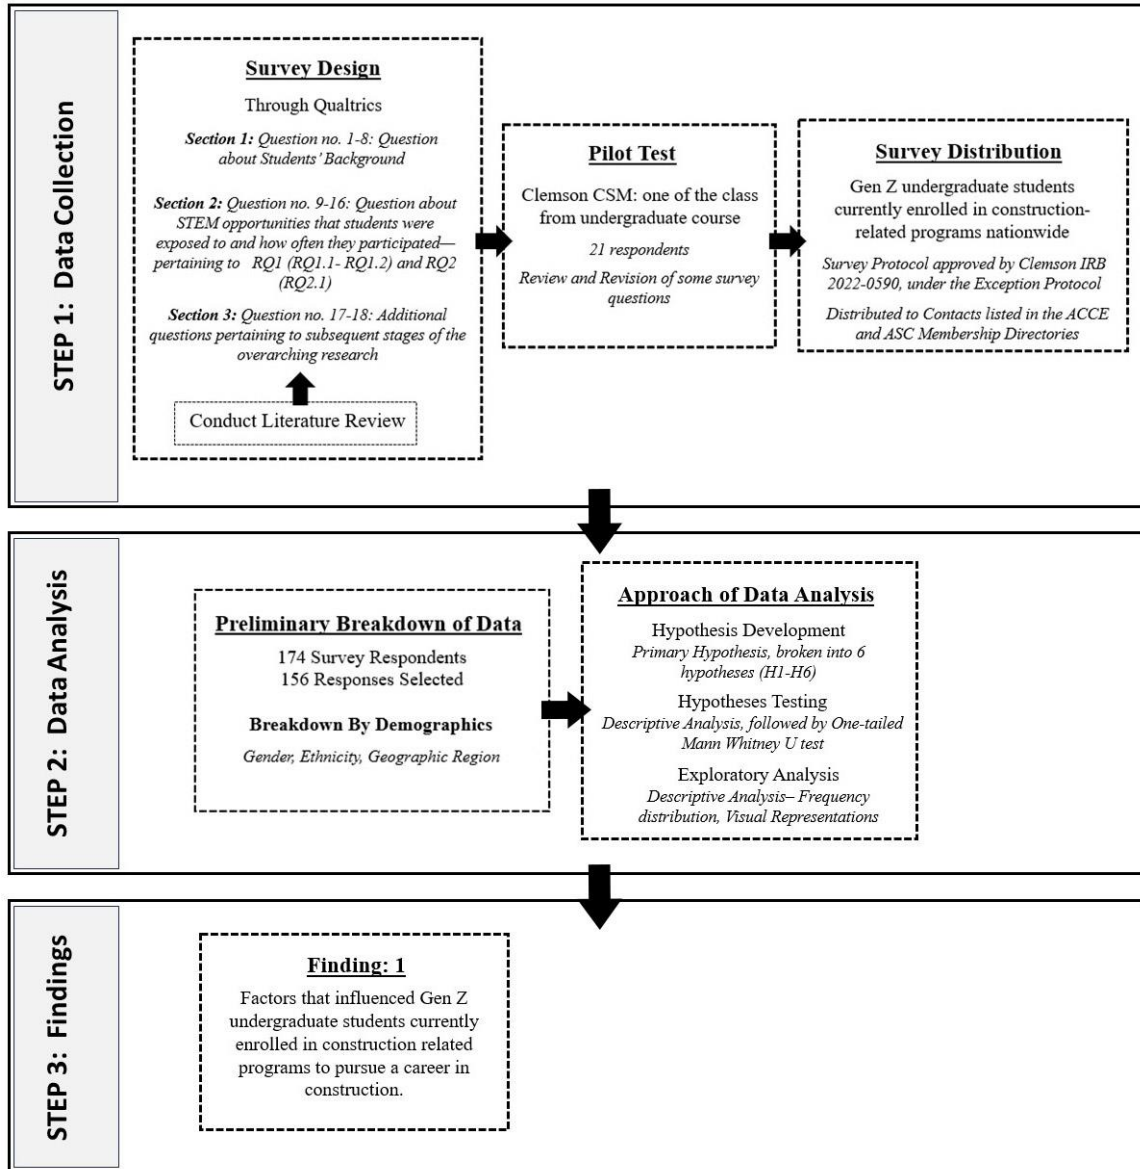 STEP 1: Data Collection
Survey Design
Through Qualtrics
Section 1: Question no. 1-8: Question
about Students' Background
Section 2: Question no. 9-16: Question about
STEM opportunities that students were
exposed to and how often they participated—
pertaining to RQ1 (RQ1.1- RQ1.2) and RQ2
(RQ2.1)
Section 3: Question no. 17-18: Additional
questions pertaining to subsequent stages of the
overarching research
Conduct Literature Review
Pilot Test
Clemson CSM: one of the class
from undergraduate course
21 respondents
Review and Revision of some survey
questions
Survey Distribution
Gen Z undergraduate students
currently enrolled in construction-
related programs nationwide
Survey Protocol approved by Clemson IRB
2022-0590, under the Exception Protocol
Distributed to Contacts listed in the ACCE
and ASC Membership Directories
STEP 2: Data Analysis
Preliminary Breakdown of Data
174 Survey Respondents
156 Responses Selected
Breakdown By Demographics
Gender, Ethnicity, Geographic Region
Approach of Data Analysis
Hypothesis Development
Primary Hypothesis, broken into 6
hypotheses (H1-H6)
Hypotheses Testing
Descriptive Analysis, followed by One-tailed
Mann Whitney U test
Exploratory Analysis
Descriptive Analysis– Frequency
distribution, Visual Representations
STEP 3: Findings
Finding: 1
Factors that influenced Gen Z
undergraduate students currently
enrolled in construction related
programs to pursue a career in
construction.